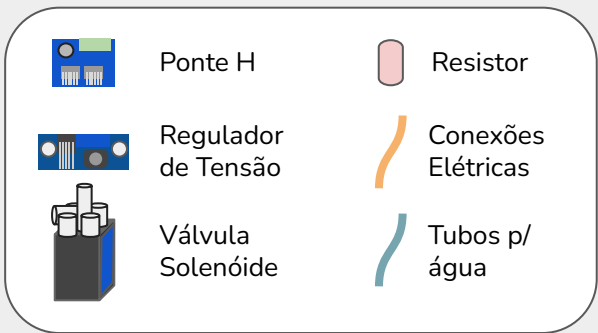 Ponte H
Resistor
Regulador
de Tensão
Conexões
Elétricas
Válvula
Solenóide
Tubos p/
água